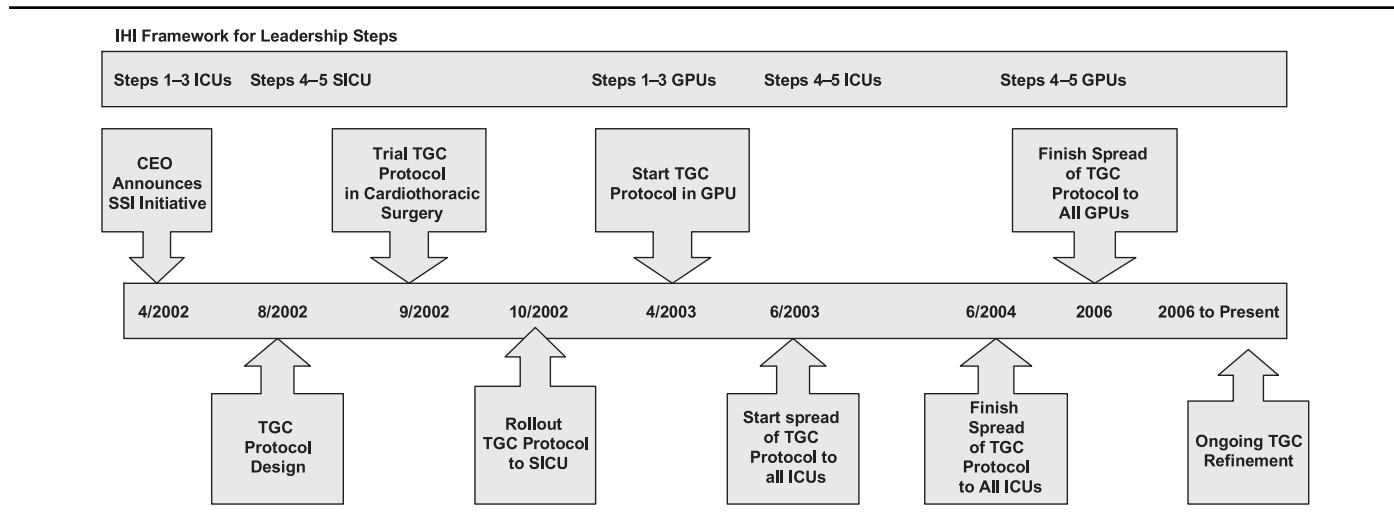 IHI Framework for Leadership Steps
Steps 1–3 ICUs Steps 4–5 SICU Steps 1–3 GPUs Steps 4–5 ICUs Steps 4–5 GPUs
CEO
Announces
SSI Initiative
Trial TGC
Protocol
in Cardiothoracic
Surgery
Start TGC
Protocol in GPU
Finish Spread
of TGC
Protocol to
All GPUs
4/2002 8/2002 9/2002 10/2002 4/2003 6/2003 6/2004 2006 2006 to Present
TGC
Protocol
Design
Rollout
TGC Protocol
to SICU
Start spread
of TGC
Protocol to
all ICUs
Finish
Spread
of TGC
Protocol
to All ICUs
Ongoing TGC
Refinement